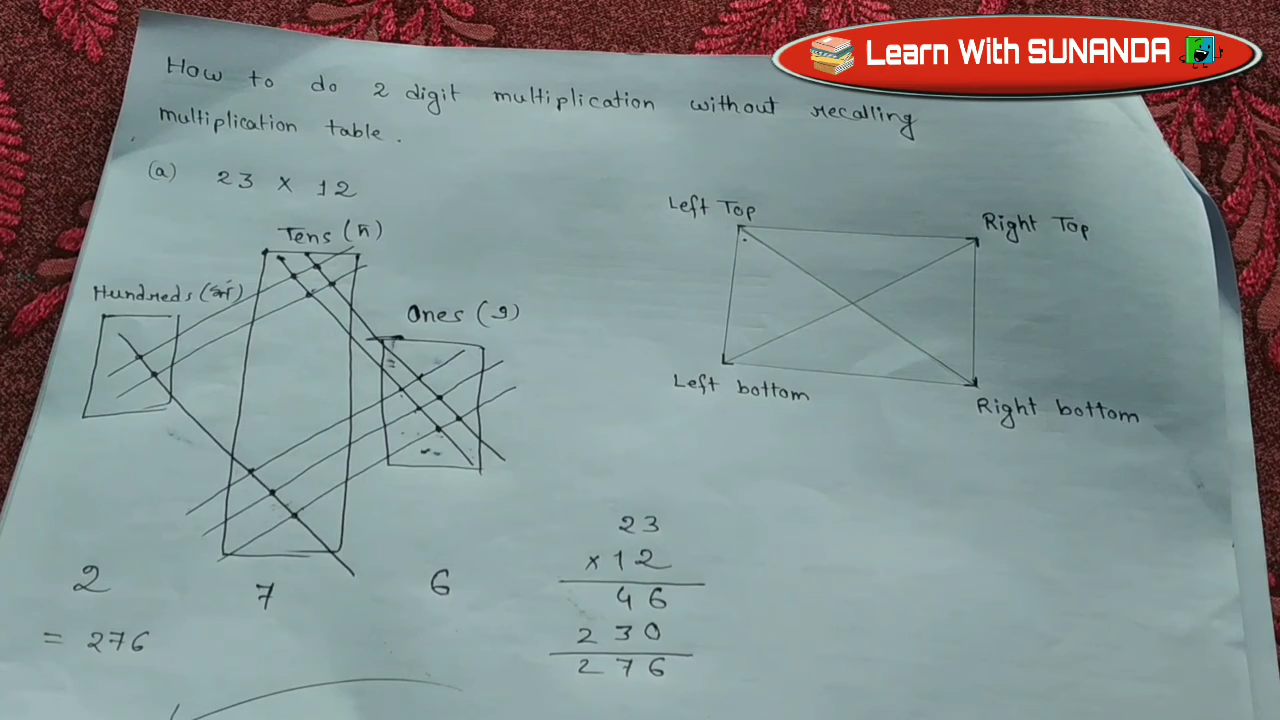 Learn With SUNANDA
How to do 2 digit multiplication without recalling
multiplication table.
(a) 23 x 12
Tens (ন)
Hundreds
Ones
Left Top
Right Top
Left bottom
Right bottom
2 7 6
= 276
23
x12
46
230
276